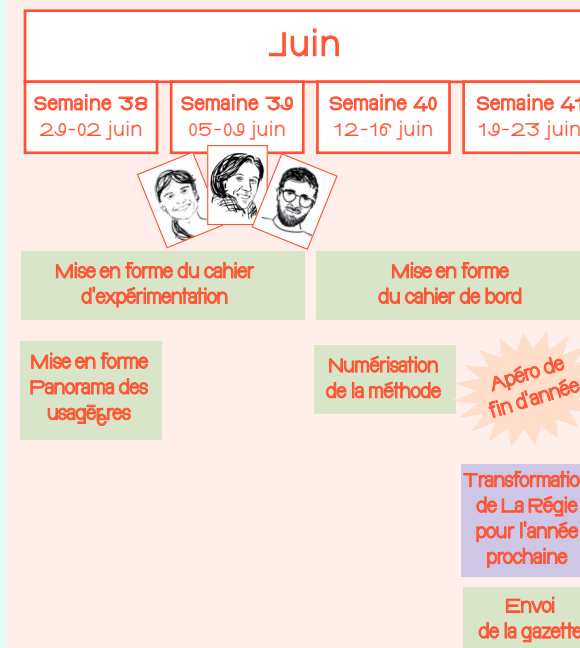 Juin
Semaine 38
29-02 juin
Semaine 39
05-09 juin
Semaine 40
12-16 juin
Semaine 41
19-23 juin
Mise en forme du cahier
d'expérimentation
Mise en forme
du cahier de bord
Mise en forme
Panorama des
usagèr·res
Numérisation
de la méthode
Apéro de
fin d'année
Transformatio
de La Régie
pour l'année
prochaine
Envoi
de la gazette